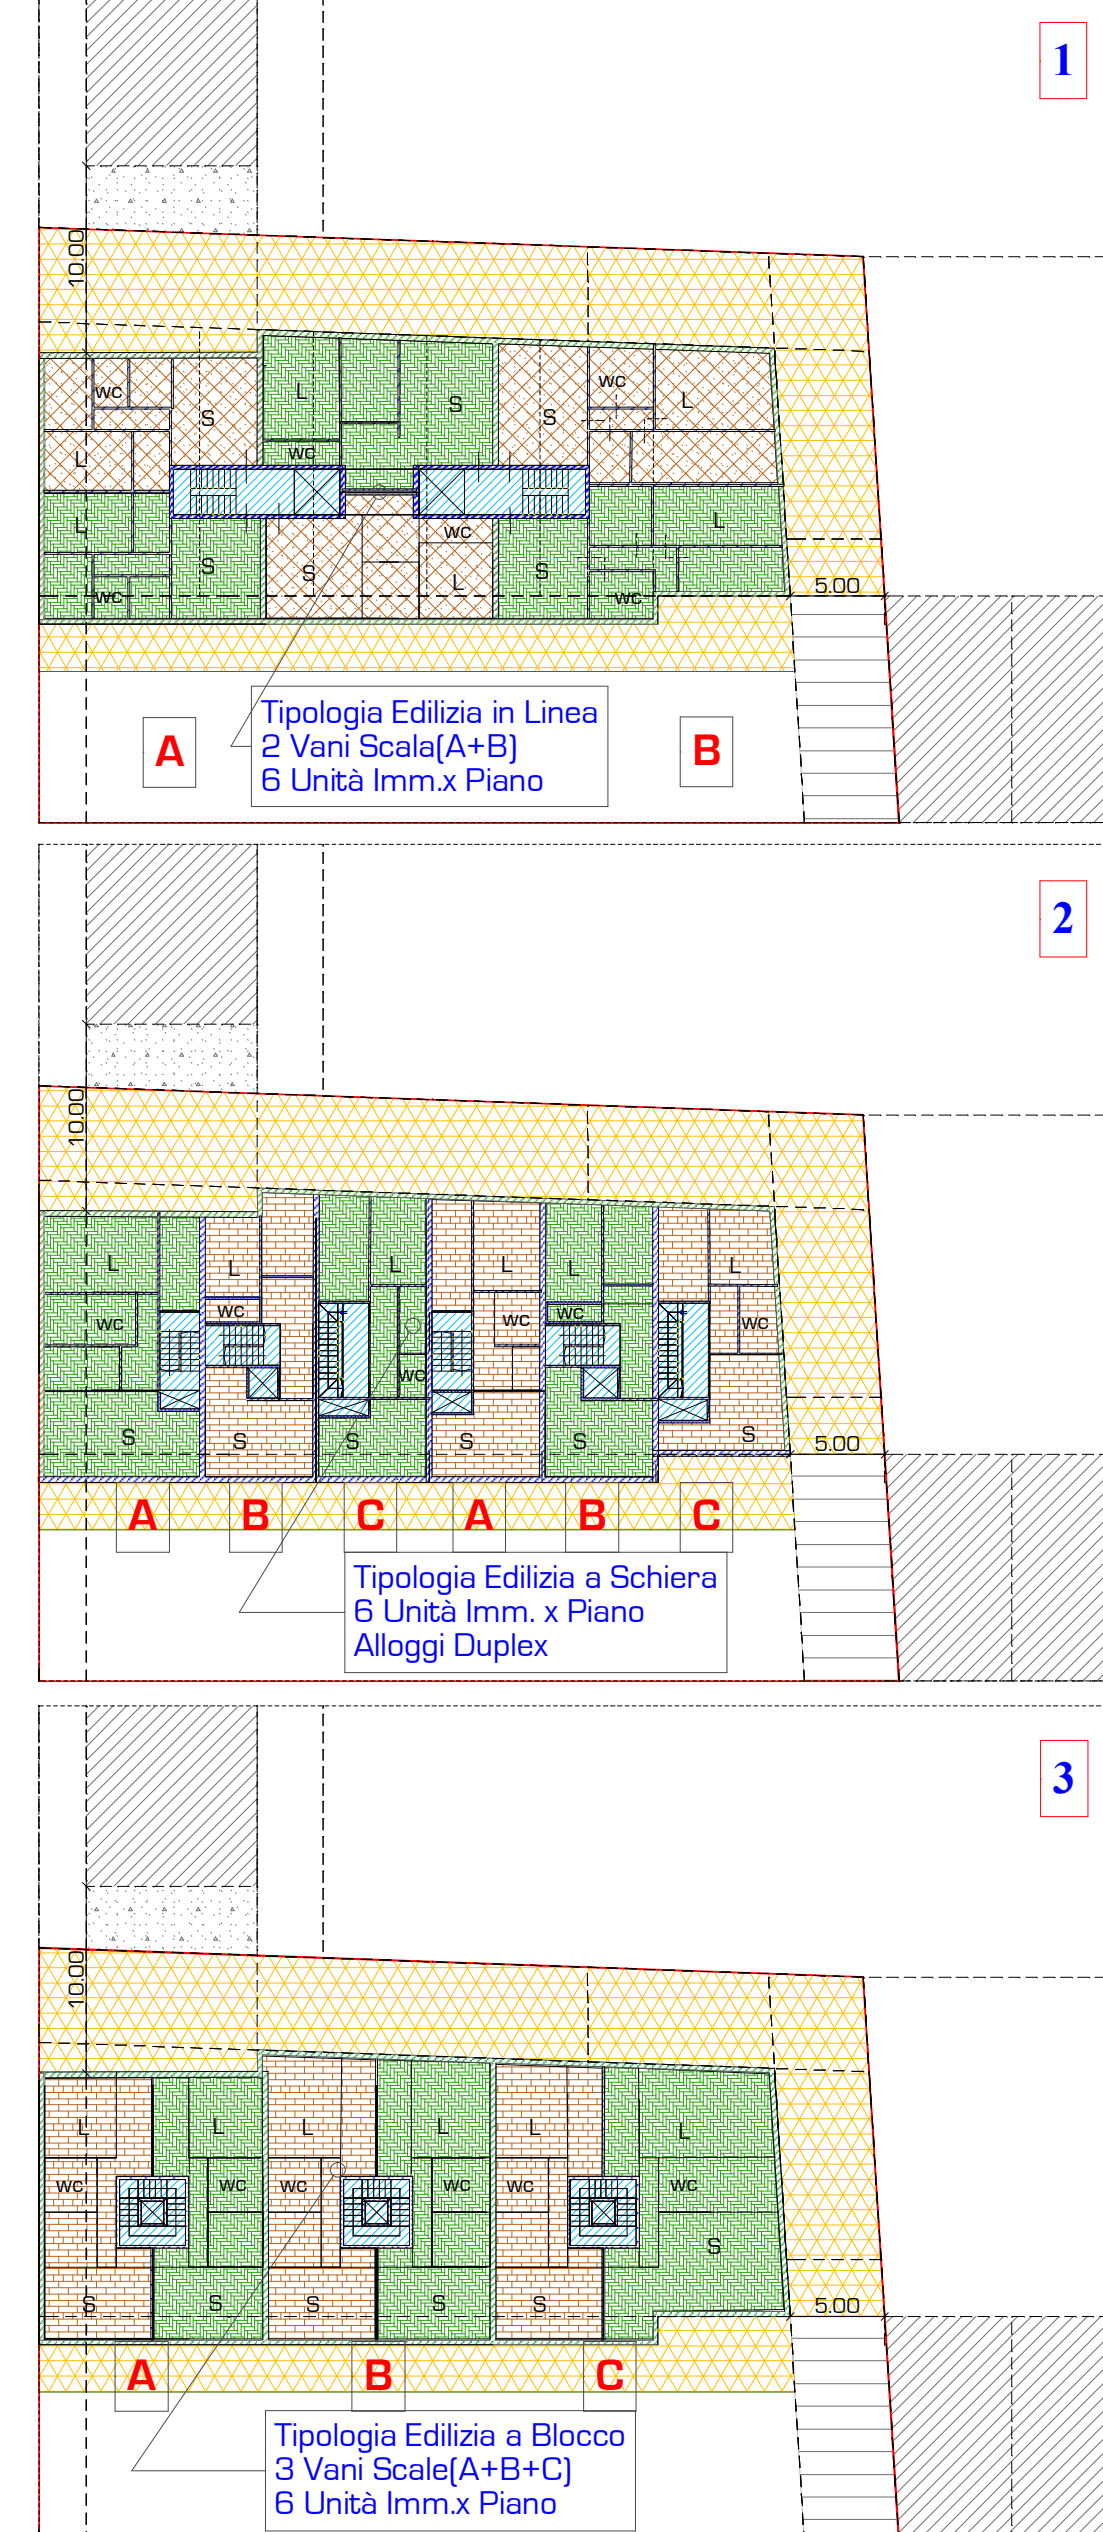 1
10.00
WC
L
S
S
WC
S
WC
L
L
L
S
WC
S
WC
L
S
L
WC
5.00
Tipologia Edilizia in Linea
2 Vani Scala(A+B)
6 Unità Imm.x Piano
A
B
2
10.00
L
L
L
L
L
L
WC
WC
WC
WC
WC
WC
S
S
S
S
S
S
5.00
A
B
C
A
B
C
Tipologia Edilizia a Schiera
6 Unità Imm. x Piano
Alloggi Duplex
3
10.00
L
L
L
L
L
L
WC
WC
WC
WC
WC
WC
S
S
S
S
S
S
5.00
A
B
C
Tipologia Edilizia a Blocco
3 Vani Scale(A+B+C)
6 Unità Imm.x Piano